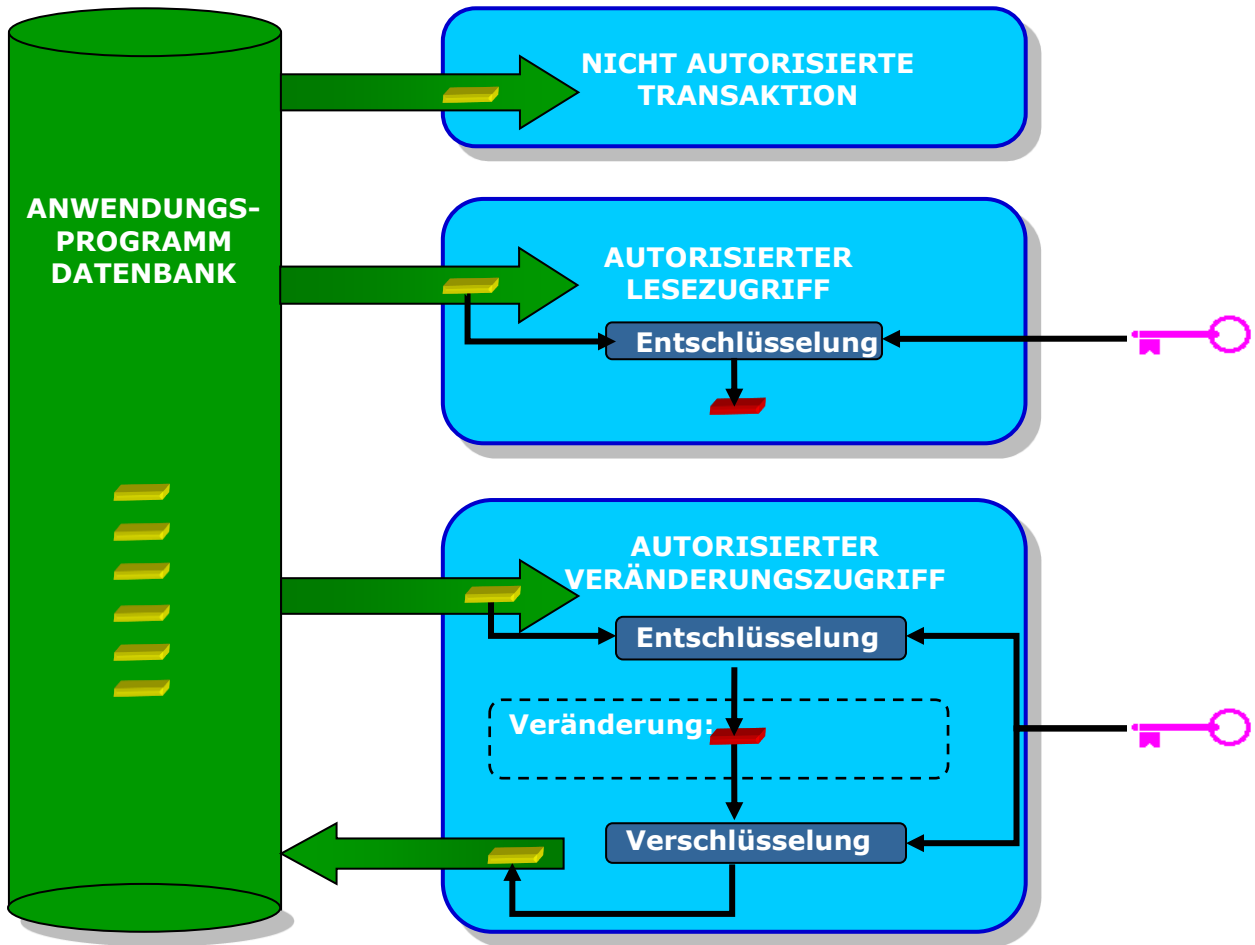 ANWENDUNGS-
PROGRAMM
DATENBANK
NICHT AUTORISIERTE
TRANSAKTION
AUTORISIERTER
LESEZUGRIFF
Entschlüsselung
AUTORISIERTER
VERÄNDERUNGSZUGRIFF
Entschlüsselung
Veränderung:
Verschlüsselung